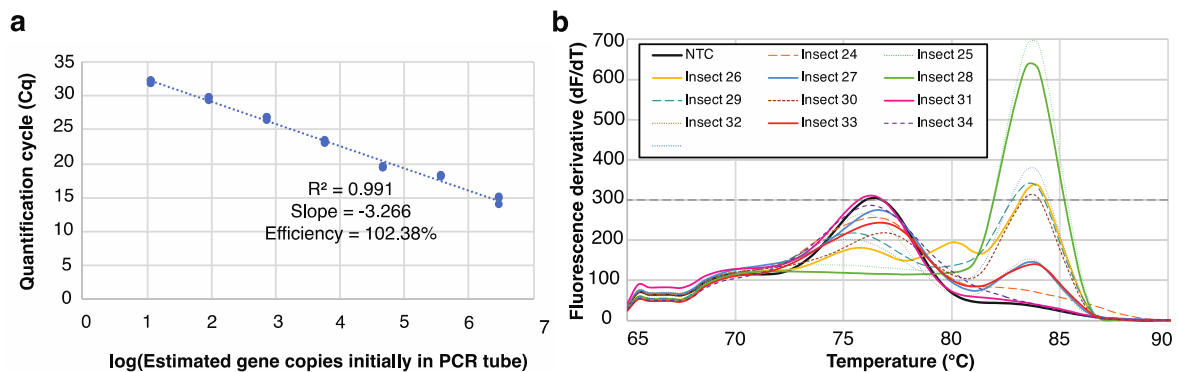 a
Quantification cycle (Cq)
35
30
25
20
15
10
5
0
R² = 0.991
Slope = -3.266
Efficiency = 102.38%
0 1 2 3 4 5 6 7
log(Estimated gene copies initially in PCR tube)
b
Fluorescence derivative (dF/dT)
700
600
500
400
300
200
100
0
NTC Insect 24 Insect 25
Insect 26 Insect 27 Insect 28
Insect 29 Insect 30 Insect 31
Insect 32 Insect 33 Insect 34
65 70 75 80 85 90
Temperature (°C)